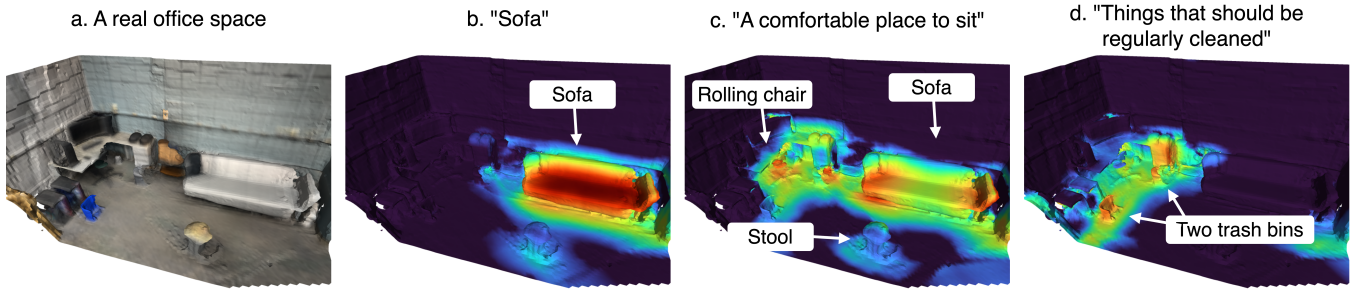 a. A real office space
b. "Sofa"
c. "A comfortable place to sit"
d. "Things that should be
regularly cleaned"
Sofa
Rolling chair
Sofa
Stool
Two trash bins